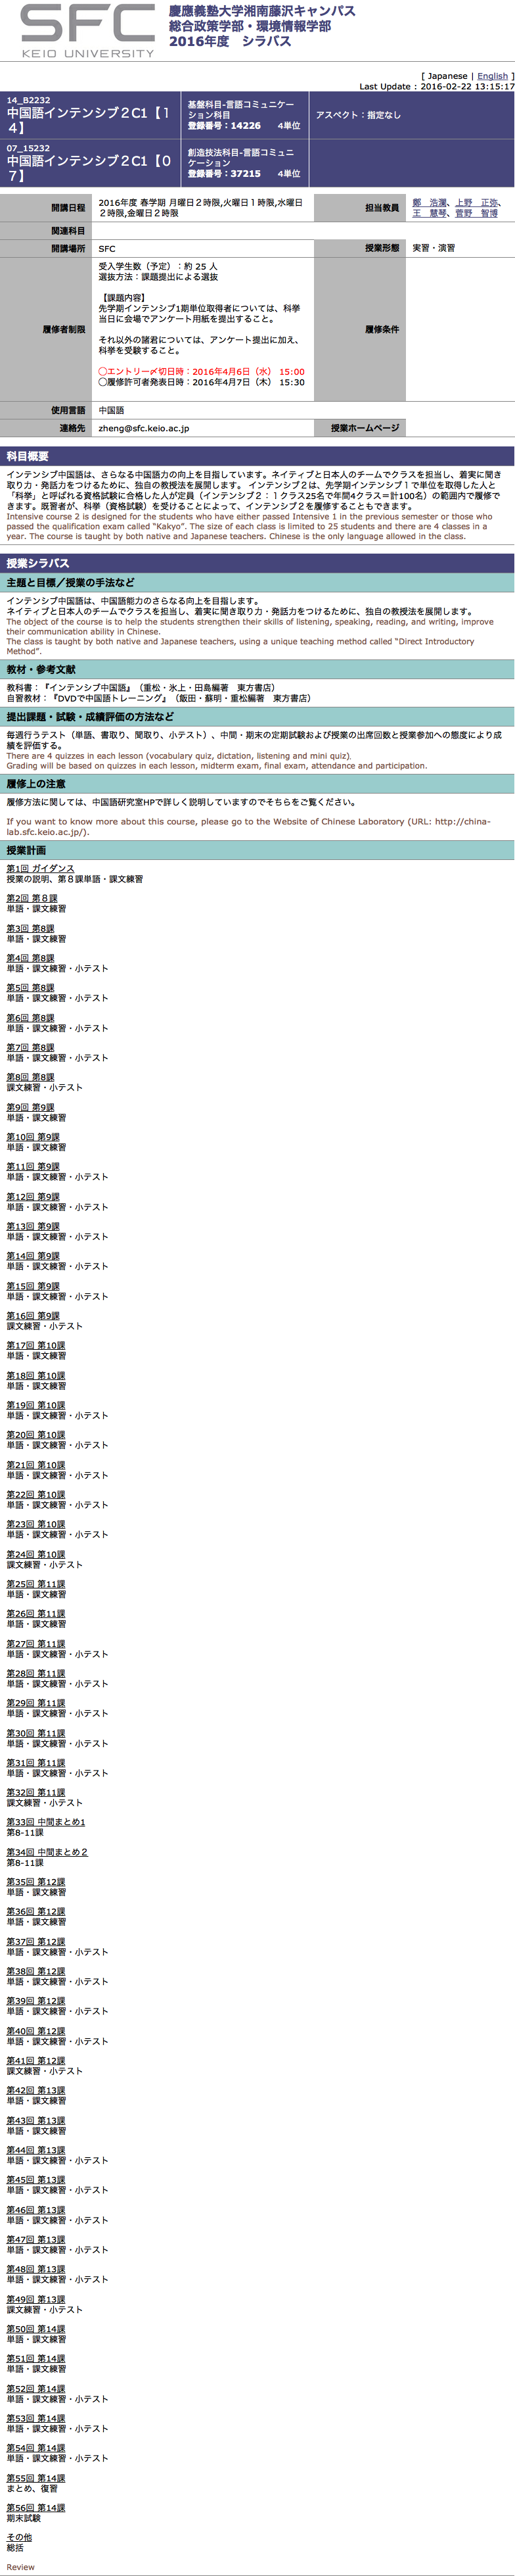 SFC
KEIO UNIVERSITY
慶應義塾大学湘南藤沢キャンパス
総合政策学部・環境情報学部
2016年度　シラバス
[ Japanese | English ]
Last Update : 2016-02-22 13:15:17
14_B2232
中国語インテンシブ２C1【１
４】
基盤科目-言語コミュニケー
ション科目
登録番号：14226　　4単位
アスペクト：指定なし
07_15232
中国語インテンシブ２C1【０
７】
創造技法科目-言語コミュニ
ケーション
登録番号：37215　　4単位
開講日程
2016年度 春学期 月曜日２時限,火曜日１時限,水曜日
２時限,金曜日２時限
担当教員
鄭　浩瀾、上野　正弥、
王　慧琴、菅野　智博
関連科目
開講場所
SFC
授業形態
実習・演習
履修者制限
受入学生数（予定）：約 25 人
選抜方法：課題提出による選抜
【課題内容】
先学期インテンシブ1期単位取得者については、科挙
当日に会場でアンケート用紙を提出すること。
それ以外の諸君については、アンケート提出に加え、
科挙を受験すること。
◯エントリー〆切日時：2016年4月6日（水） 15:00
◯履修許可者発表日時：2016年4月7日（木） 15:30
履修条件
使用言語
中国語
連絡先
zheng@sfc.keio.ac.jp
授業ホームページ
科目概要
インテンシブ中国語は、さらなる中国語力の向上を目指しています。ネイティブと日本人のチームでクラスを担当し、着実に聞き
取り力・発話力をつけるために、独自の教授法を展開します。 インテンシブ２は、先学期インテンシブ１で単位を取得した人と
「科挙」と呼ばれる資格試験に合格した人が定員（インテンシブ２：１クラス25名で年間4クラス＝計100名）の範囲内で履修で
きます。既習者が、科挙（資格試験）を受けることによって、インテンシブ２を履修することもできます。
Intensive course 2 is designed for the students who have either passed Intensive 1 in the previous semester or those who
passed the qualification exam called “Kakyo”. The size of each class is limited to 25 students and there are 4 classes in a
year. The course is taught by both native and Japanese teachers. Chinese is the only language allowed in the class.
授業シラバス
主題と目標／授業の手法など
インテンシブ中国語は、中国語能力のさらなる向上を目指します。
ネイティブと日本人のチームでクラスを担当し、着実に聞き取り力・発話力をつけるために、独自の教授法を展開します。
The object of the course is to help the students strengthen their skills of listening, speaking, reading, and writing, improve
their communication ability in Chinese.
The class is taught by both native and Japanese teachers, using a unique teaching method called “Direct Introductory
Method”.
教材・参考文献
教科書：『インテンシブ中国語』（重松・氷上・田島編著　東方書店）
自習教材：『DVDで中国語トレーニング』（飯田・蘇明・重松編著　東方書店）
提出課題・試験・成績評価の方法など
毎週行うテスト（単語、書取り、聞取り、小テスト）、中間・期末の定期試験および授業の出席回数と授業参加への態度により成
績を評価する。
There are 4 quizzes in each lesson (vocabulary quiz, dictation, listening and mini quiz).
Grading will be based on quizzes in each lesson, midterm exam, final exam, attendance and participation.
履修上の注意
履修方法に関しては、中国語研究室HPで詳しく説明していますのでそちらをご覧ください。
If you want to know more about this course, please go to the Website of Chinese Laboratory (URL: http://china-
lab.sfc.keio.ac.jp/).
授業計画
第1回 ガイダンス
授業の説明、第８課単語・課文練習
第2回 第８課
単語・課文練習
第3回 第8課
単語・課文練習
第4回 第8課
単語・課文練習・小テスト
第5回 第8課
単語・課文練習・小テスト
第6回 第8課
単語・課文練習・小テスト
第7回 第8課
単語・課文練習・小テスト
第8回 第8課
課文練習・小テスト
第9回 第9課
単語・課文練習
第10回 第9課
単語・課文練習
第11回 第9課
単語・課文練習・小テスト
第12回 第9課
単語・課文練習・小テスト
第13回 第9課
単語・課文練習・小テスト
第14回 第9課
単語・課文練習・小テスト
第15回 第9課
単語・課文練習・小テスト
第16回 第9課
課文練習・小テスト
第17回 第10課
単語・課文練習
第18回 第10課
単語・課文練習
第19回 第10課
単語・課文練習・小テスト
第20回 第10課
単語・課文練習・小テスト
第21回 第10課
単語・課文練習・小テスト
第22回 第10課
単語・課文練習・小テスト
第23回 第10課
単語・課文練習・小テスト
第24回 第10課
課文練習・小テスト
第25回 第11課
単語・課文練習
第26回 第11課
単語・課文練習
第27回 第11課
単語・課文練習・小テスト
第28回 第11課
単語・課文練習・小テスト
第29回 第11課
単語・課文練習・小テスト
第30回 第11課
単語・課文練習・小テスト
第31回 第11課
単語・課文練習・小テスト
第32回 第11課
課文練習・小テスト
第33回 中間まとめ1
第8-11課
第34回 中間まとめ２
第8-11課
第35回 第12課
単語・課文練習
第36回 第12課
単語・課文練習
第37回 第12課
単語・課文練習・小テスト
第38回 第12課
単語・課文練習・小テスト
第39回 第12課
単語・課文練習・小テスト
第40回 第12課
単語・課文練習・小テスト
第41回 第12課
課文練習・小テスト
第42回 第13課
単語・課文練習
第43回 第13課
単語・課文練習
第44回 第13課
単語・課文練習・小テスト
第45回 第13課
単語・課文練習・小テスト
第46回 第13課
単語・課文練習・小テスト
第47回 第13課
単語・課文練習・小テスト
第48回 第13課
単語・課文練習・小テスト
第49回 第13課
課文練習・小テスト
第50回 第14課
単語・課文練習
第51回 第14課
単語・課文練習
第52回 第14課
単語・課文練習・小テスト
第53回 第14課
単語・課文練習・小テスト
第54回 第14課
単語・課文練習・小テスト
第55回 第14課
まとめ、復習
第56回 第14課
期末試験
その他
総括
Review